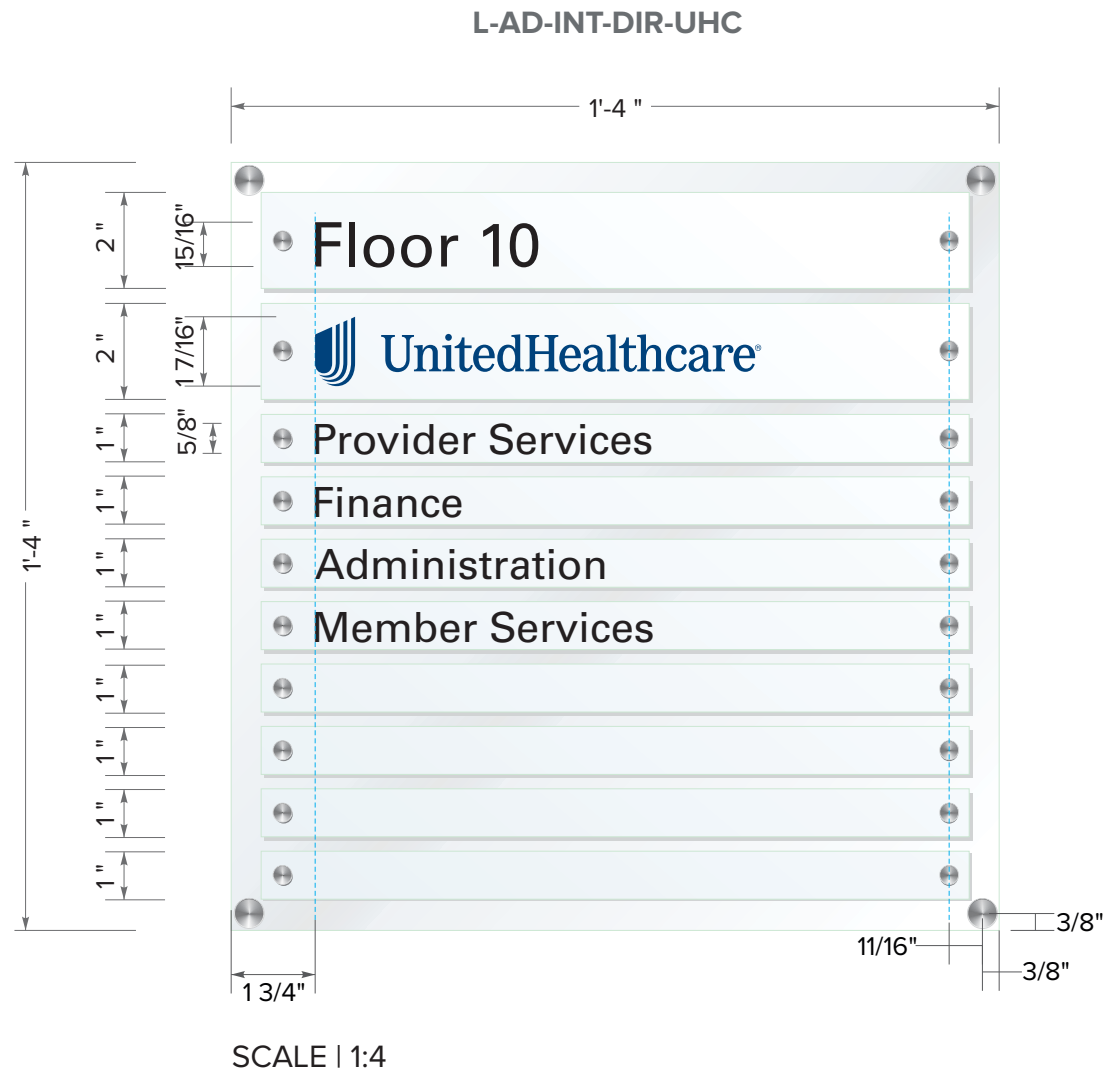 L-AD-INT-DIR-UHC
1'-4 "
2 "
15/16"
Floor 10
2 "
1 7/16"
UnitedHealthcare®
1"
5/8"
Provider Services
1"
Finance
1'-4 "
1"
Administration
1"
Member Services
1"
1"
1"
1"
3/8"
11/16"
3/8"
1 3/4"
SCALE | 1:4